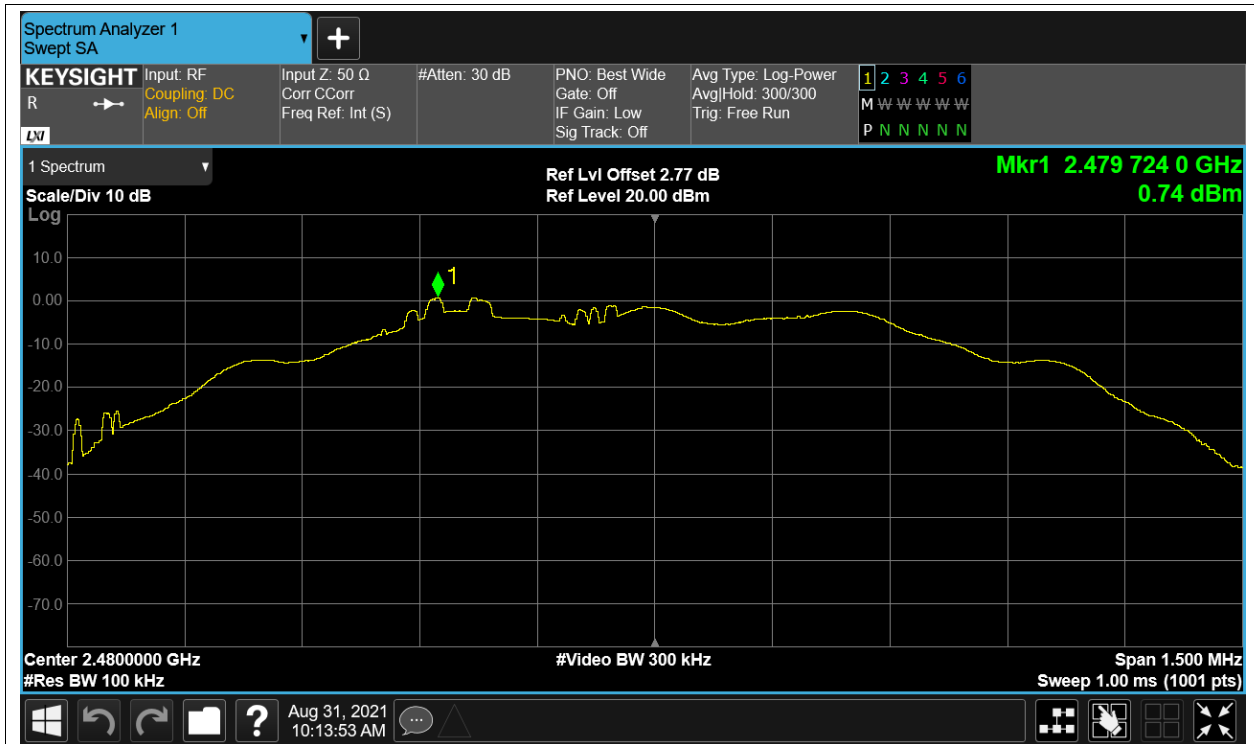 Spectrum Analyzer 1
Swept SA
+
KEYSIGHT
R
LXI
Input: RF
Coupling: DC
Align: Off
Input Z: 50 Ω
Corr CCorr
Freq Ref: Int (S)
#Atten: 30 dB
PNO: Best Wide
Gate: Off
IF Gain: Low
Sig Track: Off
Avg Type: Log-Power
Avg|Hold: 300/300
Trig: Free Run
1 2 3 4 5 6
M W W W W W
P N N N N N
1 Spectrum
Scale/Div 10 dB
Ref Lvl Offset 2.77 dB
Ref Level 20.00 dBm
Mkr1 2.479 724 0 GHz
0.74 dBm
Log
10.0
0.00
-10.0
-20.0
-30.0
-40.0
-50.0
-60.0
-70.0
1
Center 2.4800000 GHz
#Res BW 100 kHz
#Video BW 300 kHz
Span 1.500 MHz
Sweep 1.00 ms (1001 pts)
?
Aug 31, 2021
10:13:53 AM